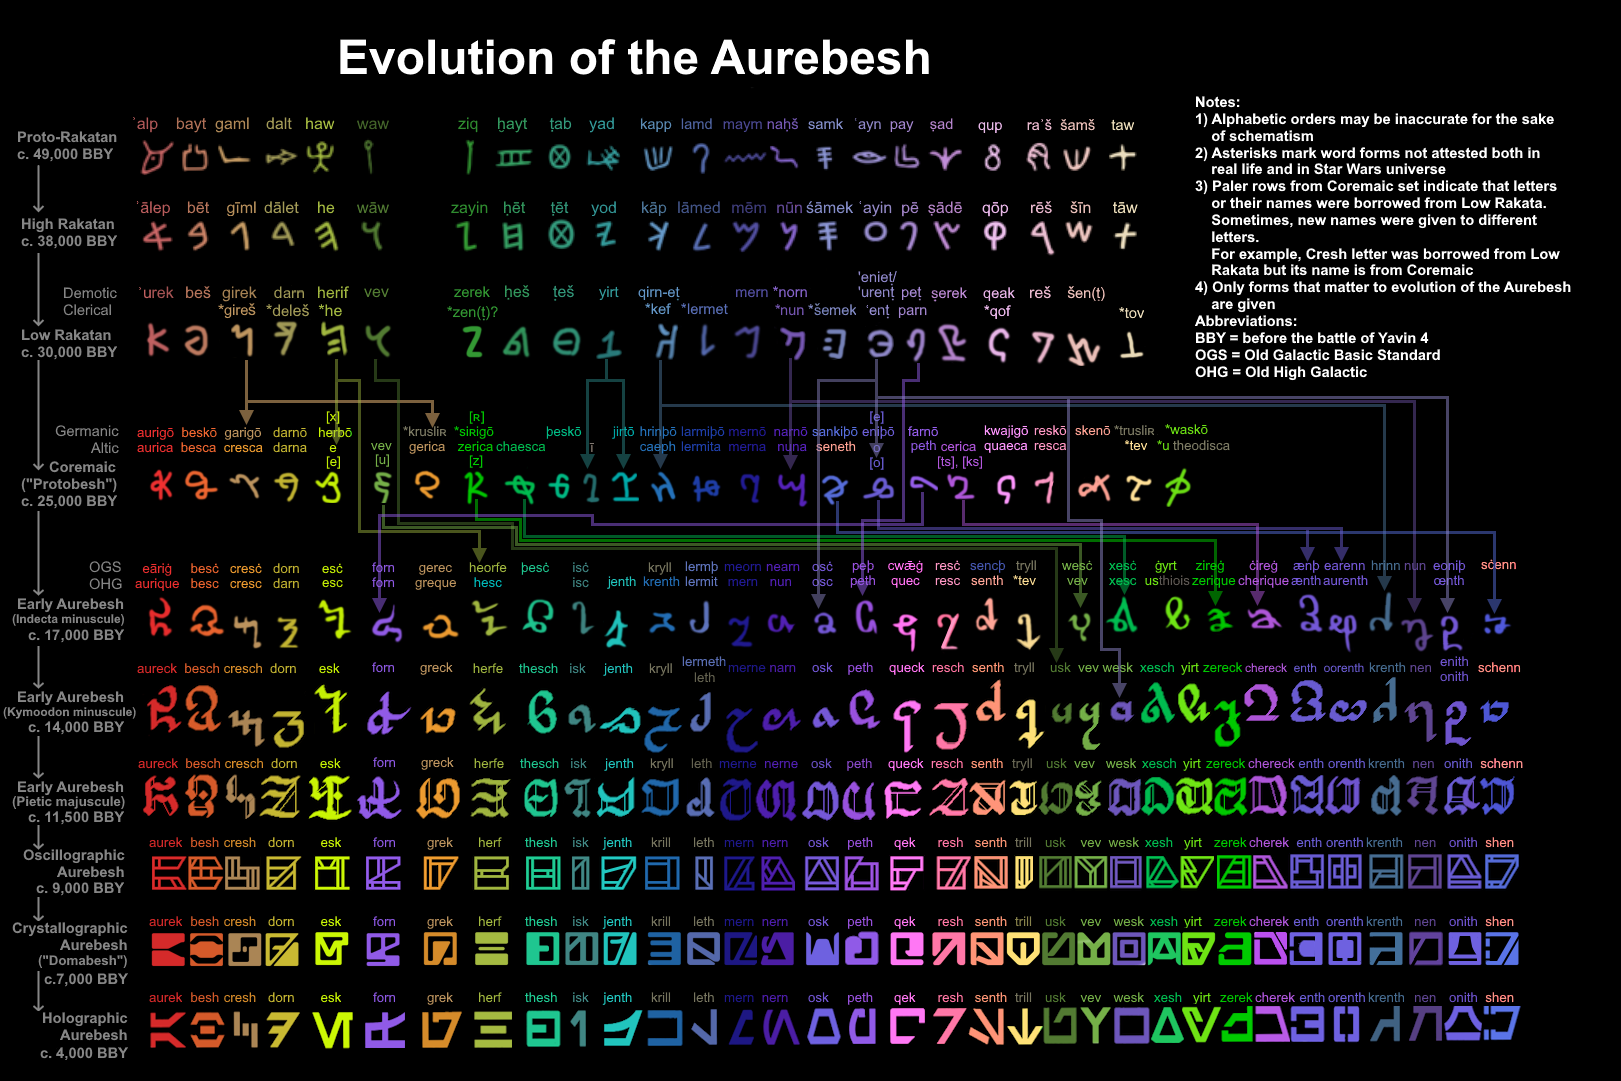 Evolution of the Aurebesh
Notes:
1) Alphabetic orders may be inaccurate for the sake
of schematism
2) Asterisks mark word forms not attested both in
real life and in Star Wars universe
3) Paler rows from Coremaic set indicate that letters
or their names were borrowed from Low Rakata.
Sometimes, new names were given to different
letters.
For example, Cresh letter was borrowed from Low
Rakata but its name is from Coremaic
4) Only forms that matter to evolution of the Aurebesh
are given
Abbreviations:
BBY = before the battle of Yavin 4
OGS = Old Galactic Basic Standard
OHG = Old High Galactic
Proto-Rakatan
c. 49,000 BBY
ʾalp bayt gaml dalt haw waw ziq ḫayt ṭab yad kapp lamd maym naḥš samk ʿayn pay ṣad qup raʾš šamš taw
High Rakatan
c. 38,000 BBY
ʾālep bēt gīml dālet he wāw zayin ḥēt ṭēt yod kāp lāmed mēm nūn śāmek ʿayin pē ṣādē qōp rēš šīn tāw
Demotic
Clerical
Low Rakatan
c. 30,000 BBY
'enieṭ/
ʾurek beš girek darn herif vev zerek ḥeš ṭeš yirt qirn-eṭ mern *norn 'urenṭ peṭ ṣerek qeak reš šen(ṭ)
*gireš *deleš *he *zen(ṭ)? *kef *lermet *nun *šemek ʿenṭ parn *qof *tov
Germanic
Altic
Coremaic
("Protobesh")
c. 25,000 BBY
[x] [ʀ] [e]
aurigō beskō garigō darnō herbō *krusliʀ *siʀigō þeskō jirtō hrinþō larmiþō mernō narnō sankiþō eniþō farnō kwajigō reskō skenō *trusliʀ *waskō
aurica besca cresca darna e vev gerica zerica chaesca ī caeph lermita merna nuna seneth o peth cerica quaeca resca *tev *u theodisca
[e] [u] [z] [o] [ts], [ks]
OGS
OHG
Early Aurebesh
(Indecta minuscule)
c. 17,000 BBY
eāriġ besċ cresċ dorn esċ forn gerec heorfe þesċ isċ kryll lermþ meorn nearn osċ peþ cwǣġ resċ sencþ tryll wesċ xesċ ġyrt zireġ ċireġ ænþ earenn hrinn nun eoniþ sċenn
aurique besc cresc dorn esc forn greque hesc isc jenth krenth lermit mern nun osc peth quec resc senth *tev vev xesc usthiois zerique cherique ænth aurenth œnth
Early Aurebesh
(Kymoodon minuscule)
c. 14,000 BBY
aureck besch cresch dorn esk forn greck herfe thesch isk jenth kryll lermeth merne narn osk peth queck resch senth tryll usk vev wesk xesch yirt zereck chereck enth oorenth krenth nen enith schenn
leth onith
Early Aurebesh
(Pietic majuscule)
c. 11,500 BBY
aureck besch cresch dorn esk forn greck herfe thesch isk jenth kryll leth merne nerne osk peth queck resch senth tryll usk vev wesk xesch yirt zereck chereck enth orenth krenth nen onith schenn
Oscillographic
Aurebesh
c. 9,000 BBY
aurek besh cresh dorn esk forn grek herf thesh isk jenth krill leth mern nern osk peth qek resh senth trill usk vev wesk xesh yirt zerek cherek enth orenth krenth nen onith shen
Crystallographic
Aurebesh
("Domabesh")
c.7,000 BBY
aurek besh cresh dorn esk forn grek herf thesh isk jenth krill leth mern nern osk peth qek resh senth trill usk vev wesk xesh yirt zerek cherek enth orenth krenth nen onith shen
Holographic
Aurebesh
c. 4,000 BBY
aurek besh cresh dorn esk forn grek herf thesh isk jenth krill leth mern nern osk peth qek resh senth trill usk vev wesk xesh yirt zerek cherek enth orenth krenth nen onith shen